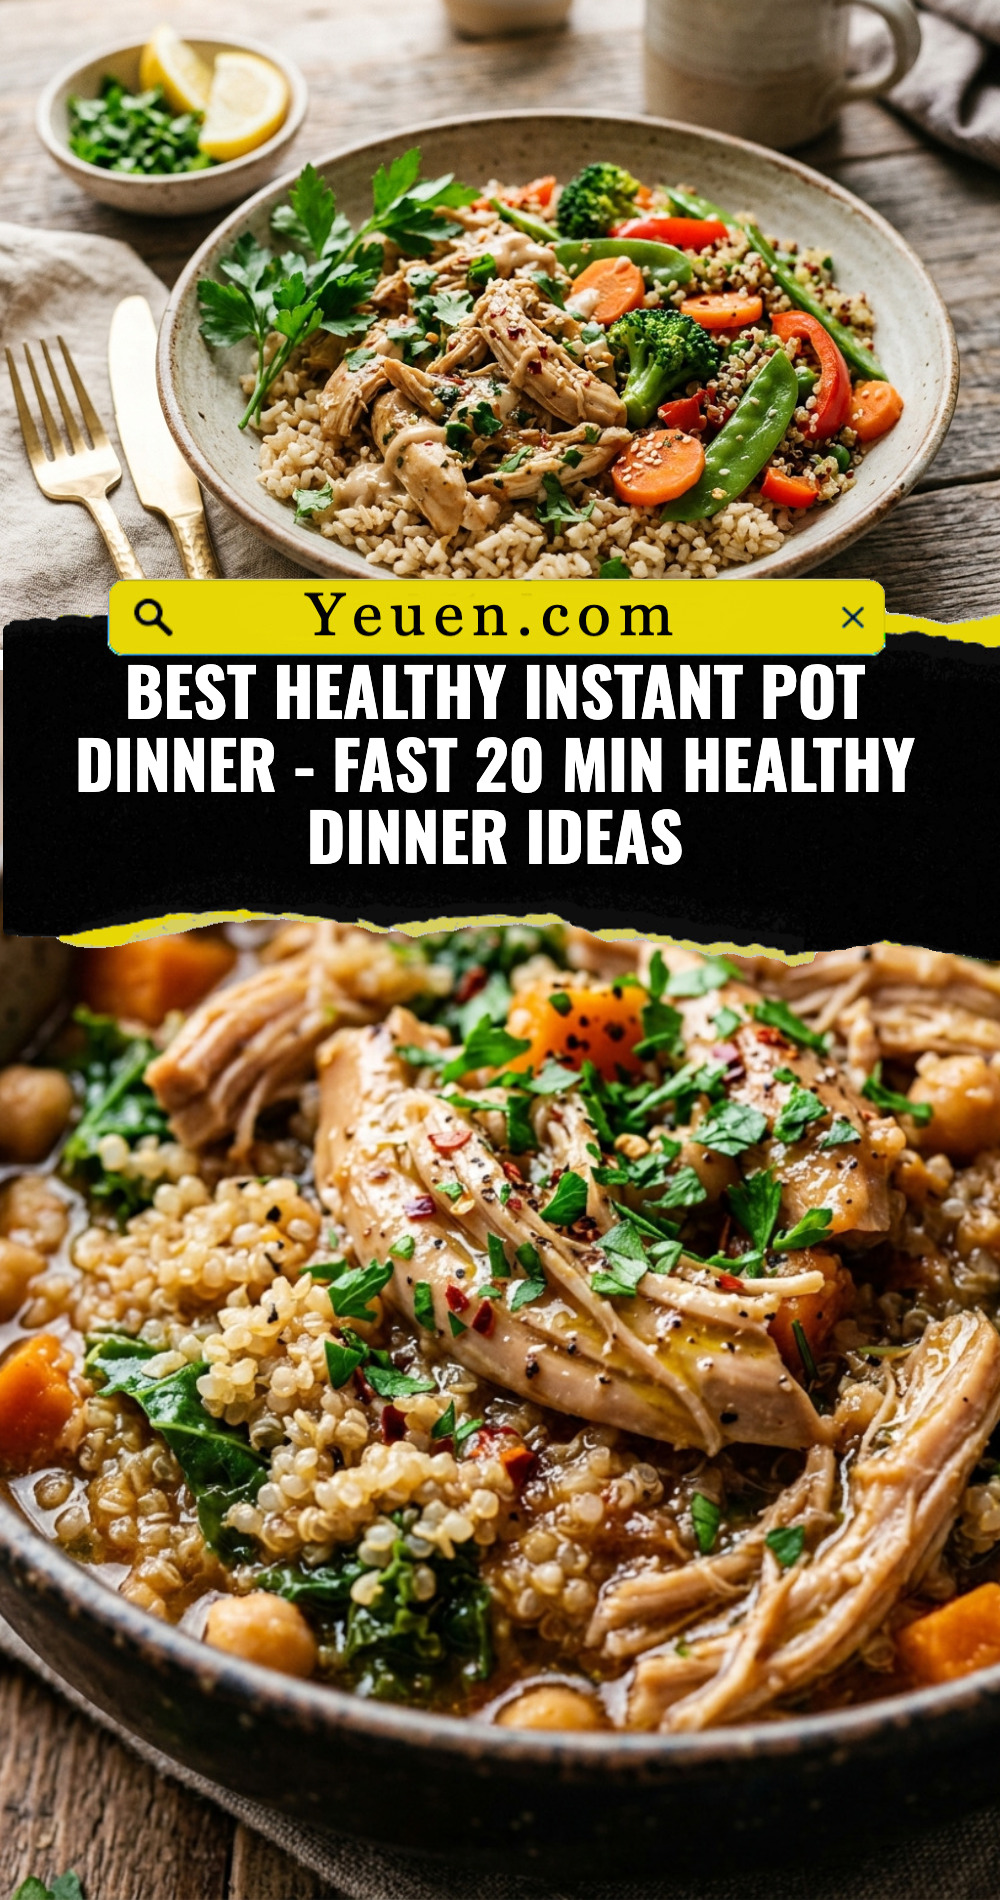 Yeuen.com
BEST HEALTHY INSTANT POT
DINNER - FAST 20 MIN HEALTHY
DINNER IDEAS